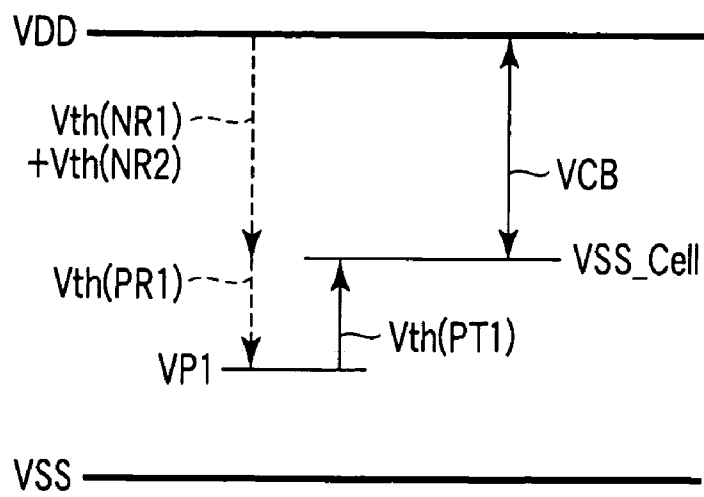 VDD
Vth(NR1)
+Vth(NR2)
VCB
VSS_Cell
Vth(PR1)
Vth(PT1)
VP1
VSS